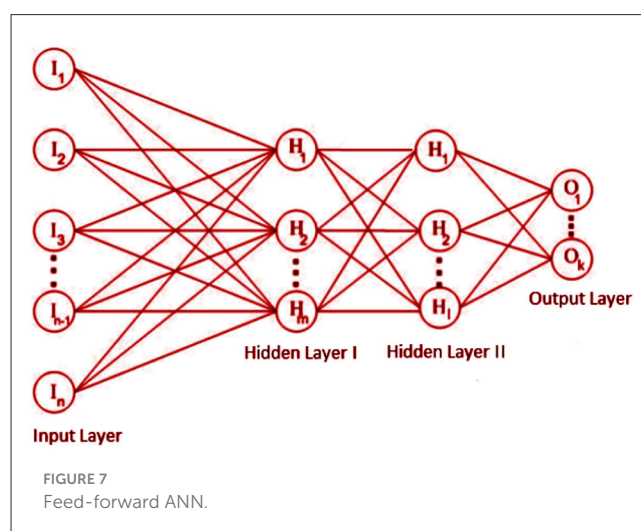 I1
I2
I3
In-1
In
H1
H2
Hm
H1
H2
Hl
O1
Ok
Input Layer
Hidden Layer I
Hidden Layer II
Output Layer
FIGURE 7
Feed-forward ANN.